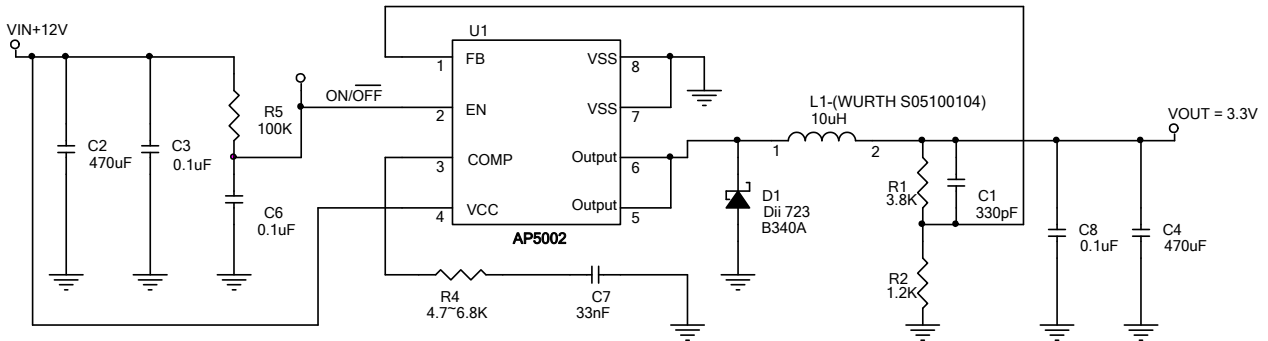 VIN+12V
U1
FB
VSS
1
8
ON/OFF
EN
VSS
2
7
R5
100K
L1-(WURTH S05100104)
10uH
VOUT = 3.3V
C2
470uF
C3
0.1uF
COMP
Output
3
6
1
2
C6
0.1uF
VCC
Output
4
5
D1
Dii 723
B340A
R1
3.8K
C1
330pF
AP5002
C8
0.1uF
C4
470uF
R2
1.2K
R4
4.7~6.8K
C7
33nF